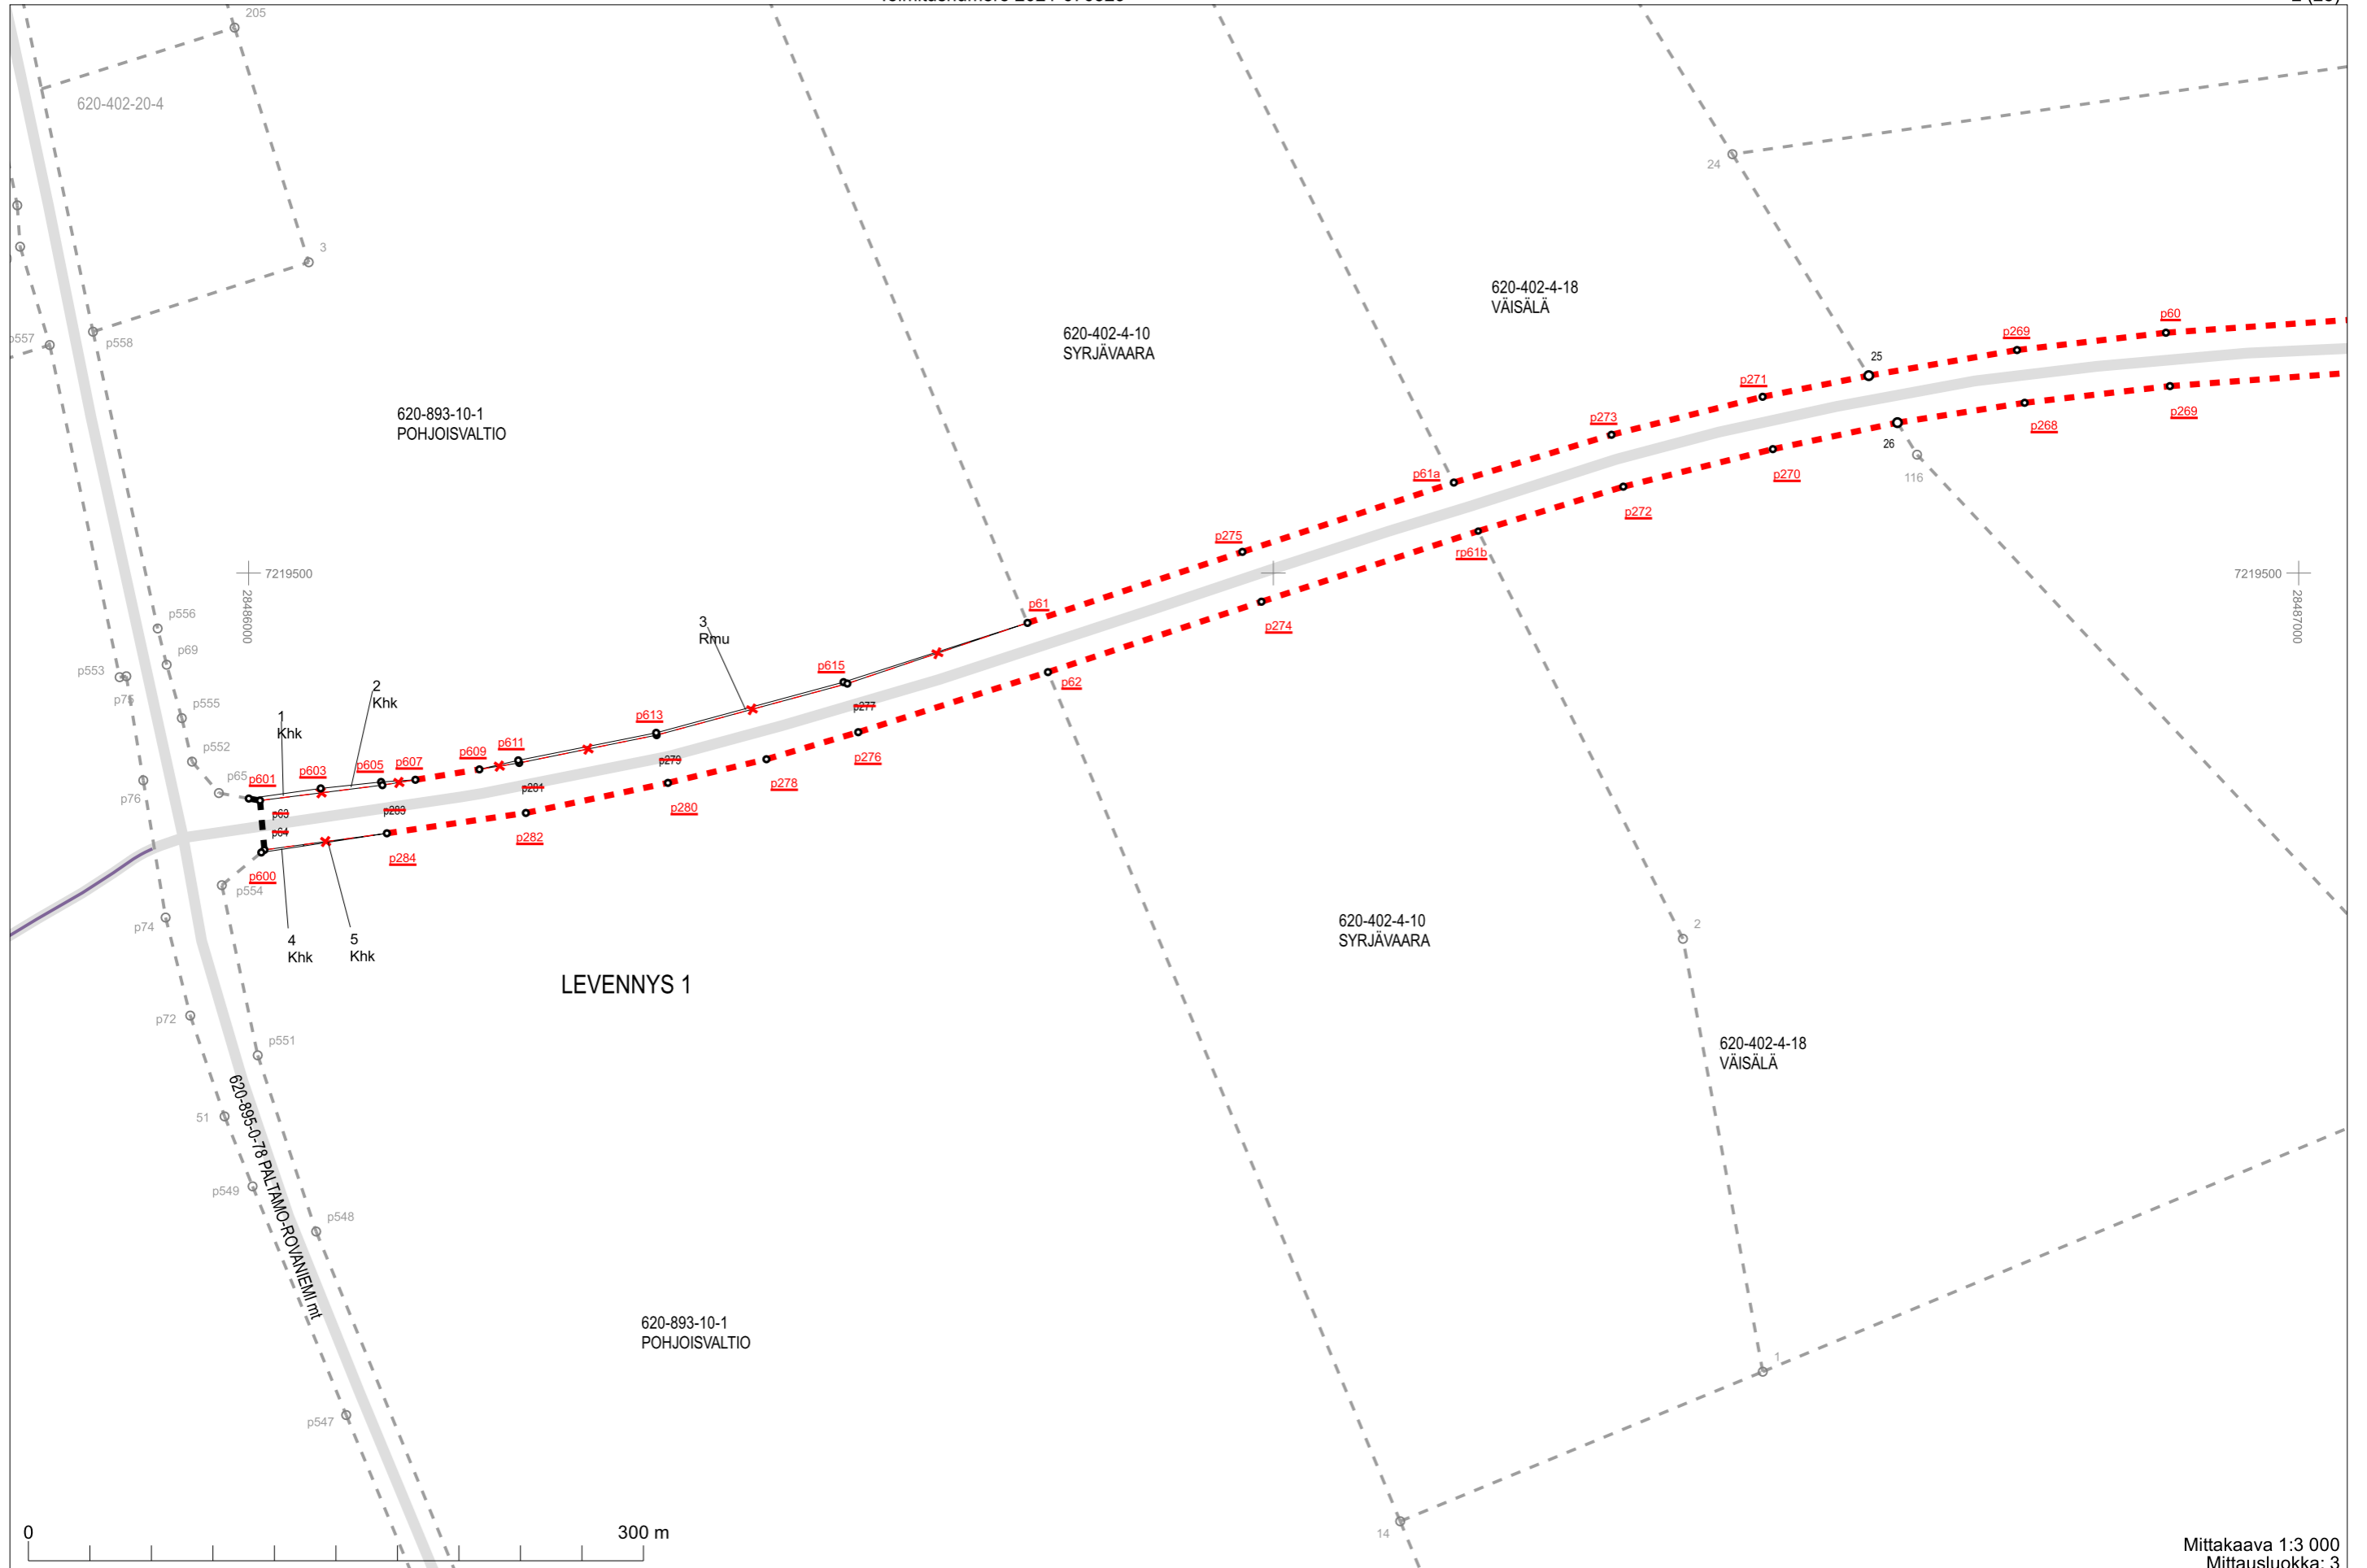 205
620-402-20-4
24
3
620-402-4-18
VÄISÄLÄ
p60
p269
620-402-4-10
SYRJÄVAARA
p557
p558
25
p271
p269
p268
620-893-10-1
POHJOISVALTIO
p273
26
p270
116
p61a
p272
p275
rp61b
7219500
28486000
7219500
28487000
p61
p274
p556
3
Rmu
p69
p553
p75
p615
p62
2
Khk
p277
p555
1
Khk
p613
p276
p552
p611
p609
p607
p605
p603
p65
p601
p279
p278
p76
p281
p280
p63
p283
p64
p282
p284
p600
p554
p74
4
Khk
5
Khk
620-402-4-10
SYRJÄVAARA
2
LEVENNYS 1
p72
p551
620-402-4-18
VÄISÄLÄ
51
620-895-0-78 PALTAMO-ROVANIEMI mt
p549
p548
620-893-10-1
POHJOISVALTIO
1
p547
14
0
300 m
Mittakaava 1:3 000
Mittausluokka: 3